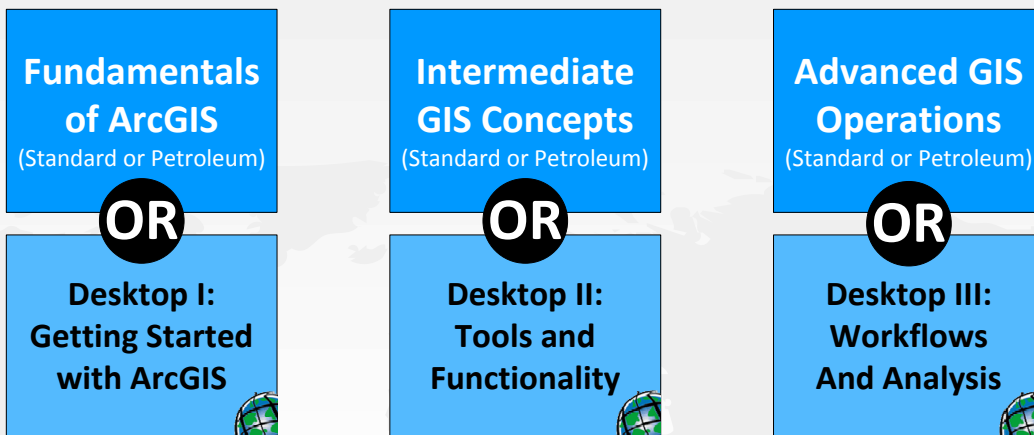 Fundamentals
of ArcGIS
(Standard or Petroleum)
OR
Desktop I:
Getting Started
with ArcGIS
Intermediate
GIS Concepts
(Standard or Petroleum)
OR
Desktop II:
Tools and
Functionality
Advanced GIS
Operations
(Standard or Petroleum)
OR
Desktop III:
Workflows
And Analysis